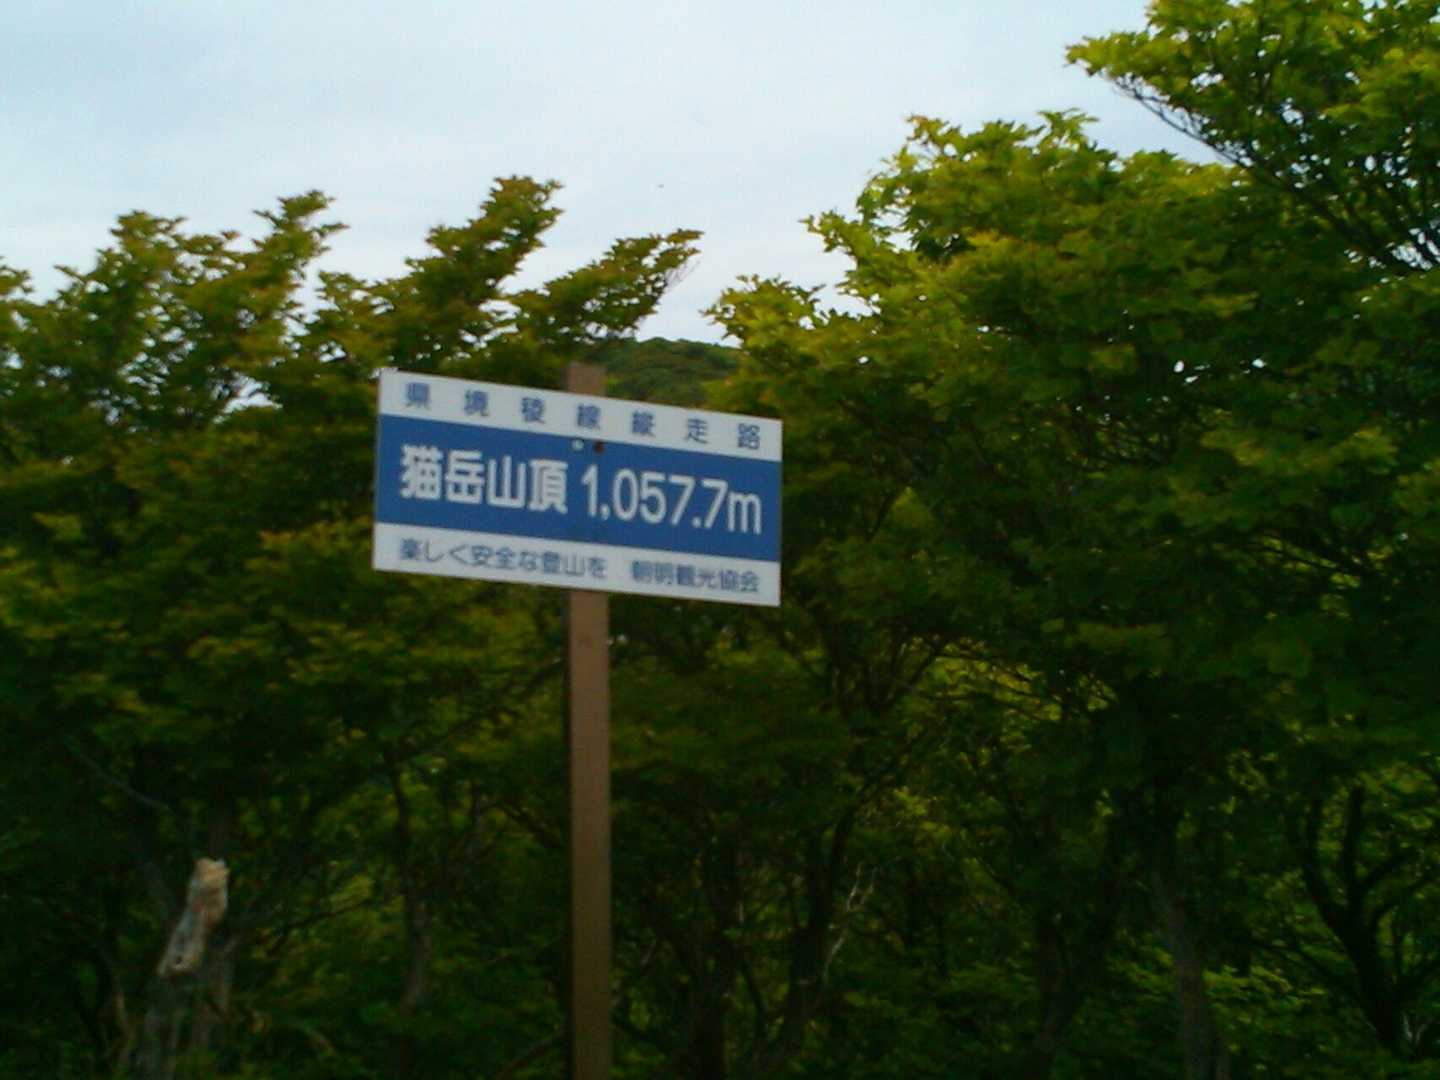 県境稜線縦走路
猫岳山頂 1,057.7m
楽しく安全な登山を 朝明観光協会